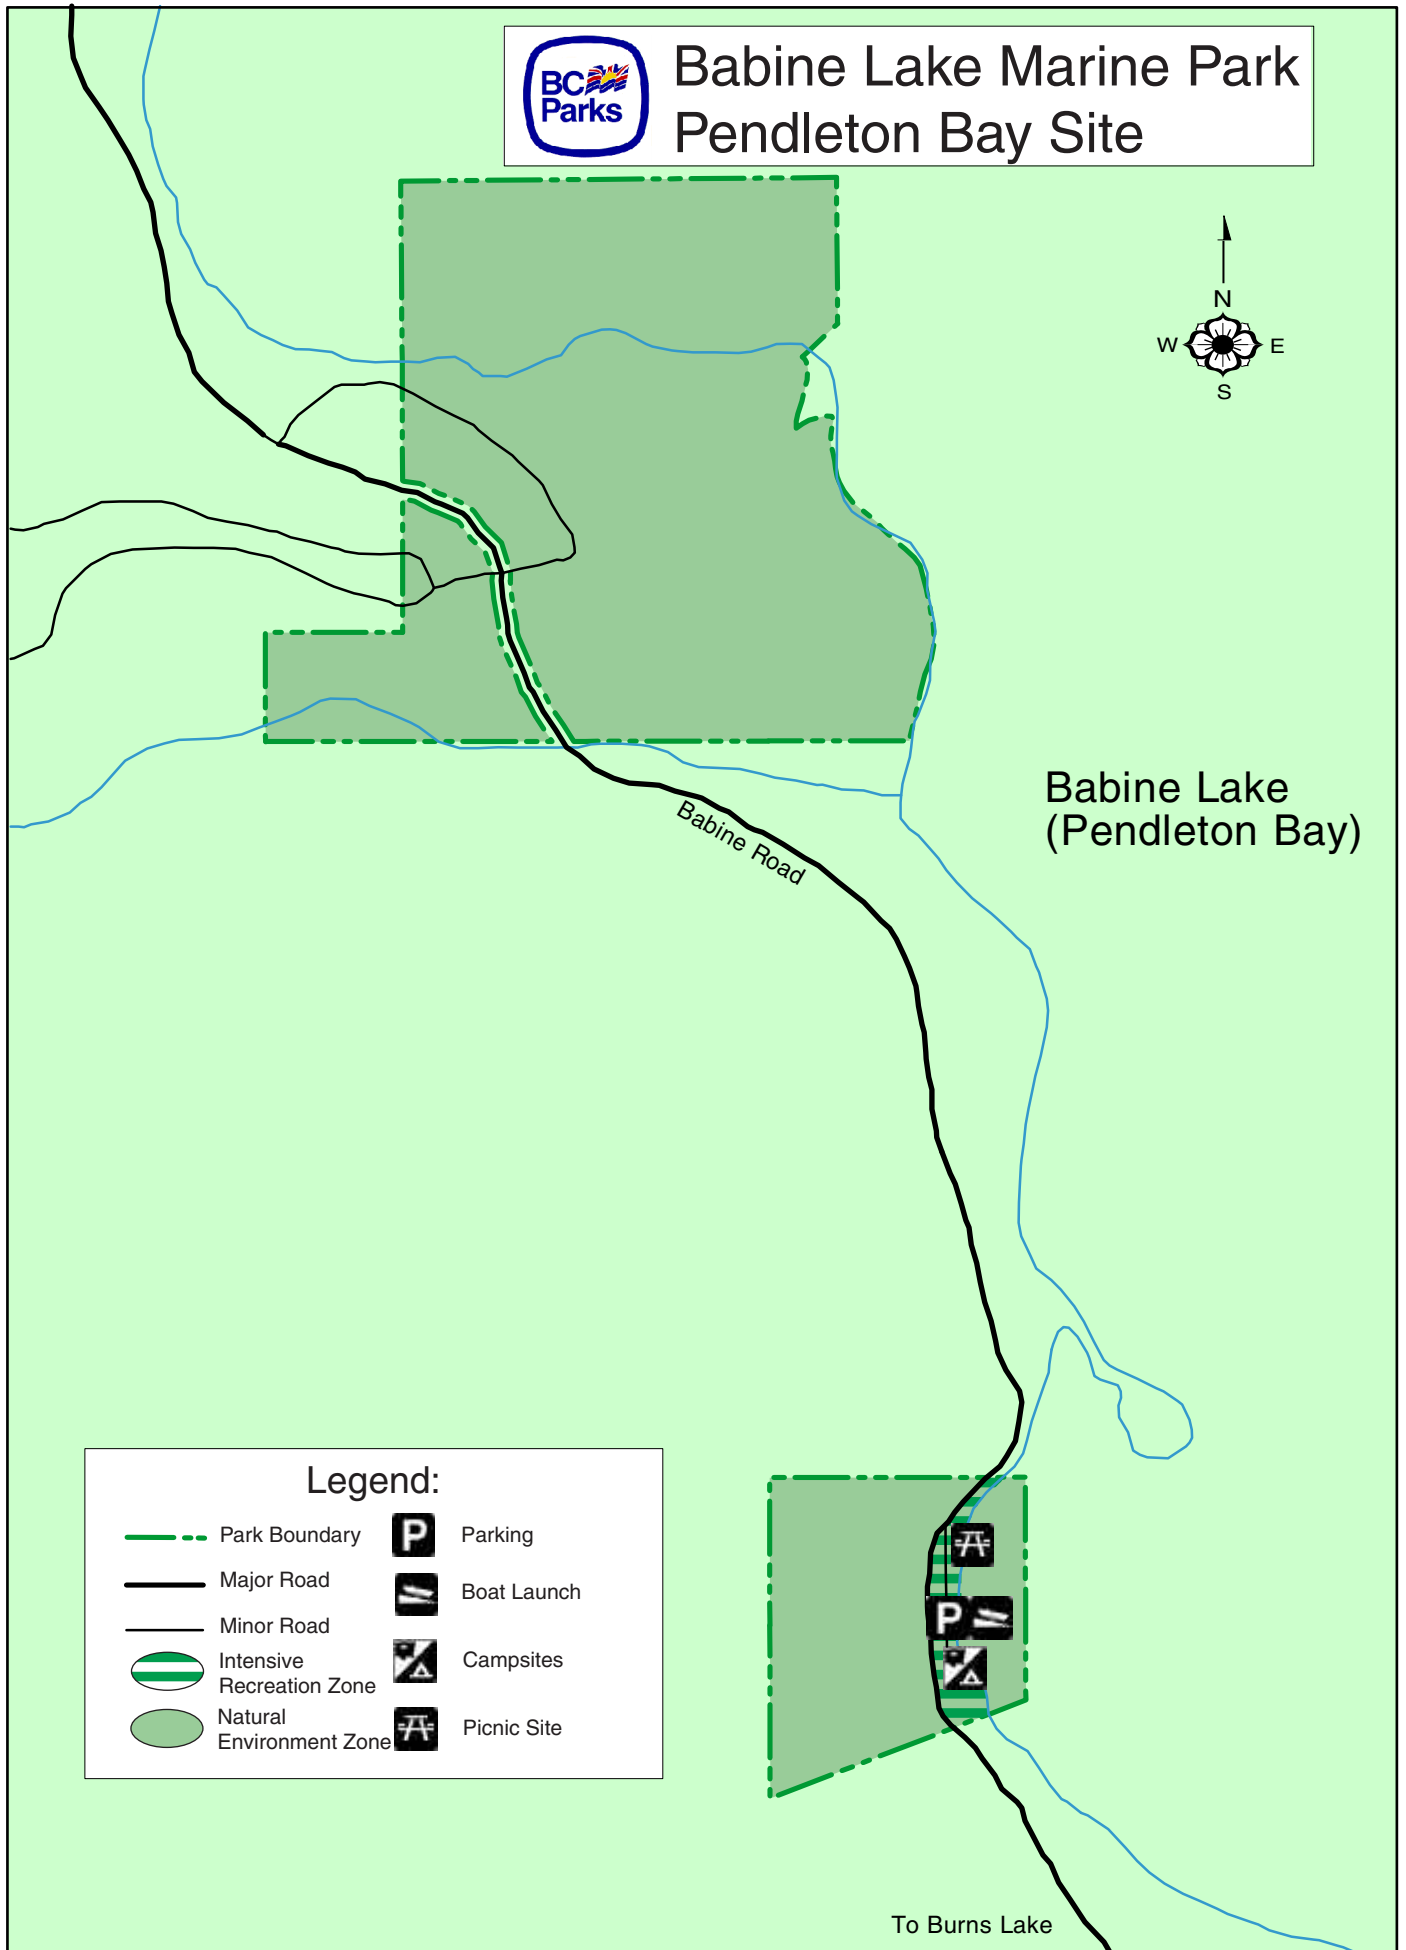 BC
Parks
Babine Lake Marine Park
Pendleton Bay Site
N
W E
S
Babine Lake
(Pendleton Bay)
Babine Road
Legend:
Park Boundary
Major Road
Minor Road
Intensive
Recreation Zone
Natural
Environment Zone
P Parking
Boat Launch
Campsites
Picnic Site
P
To Burns Lake